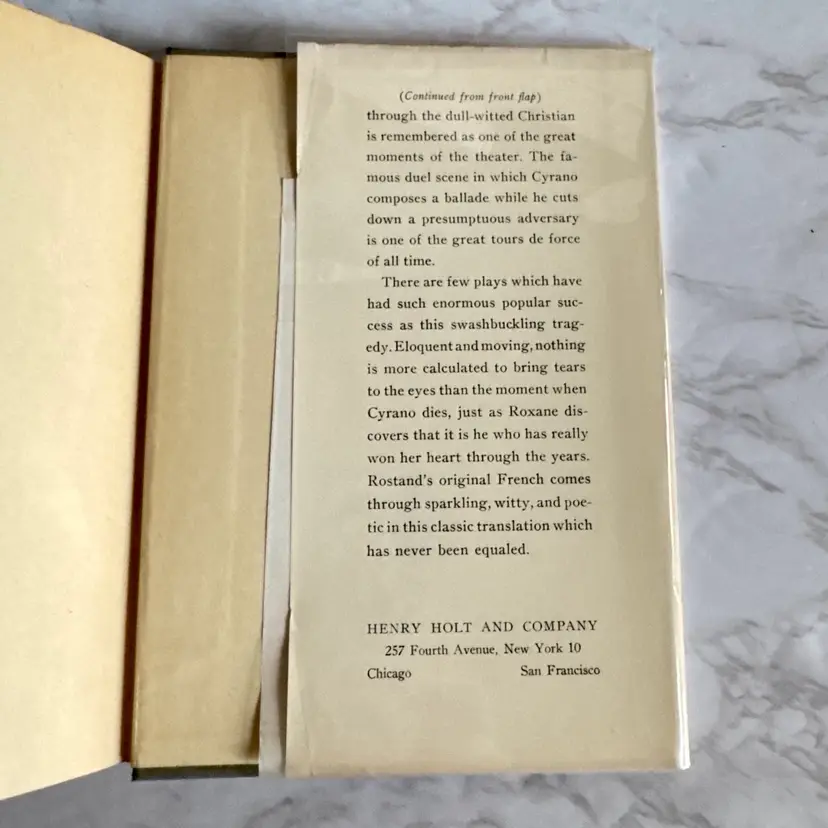 (Continued from front flap)
through the dull-witted Christian
is remembered as one of the great
moments of the theater. The fa-
mous duel scene in which Cyrano
composes a ballade while he cuts
down a presumptuous adversary
is one of the great tours de force
of all time.
There are few plays which have
had such enormous popular suc-
cess as this swashbuckling trag-
edy. Eloquent and moving, nothing
is more calculated to bring tears
to the eyes than the moment when
Cyrano dies, just as Roxane dis-
covers that it is he who has really
won her heart through the years.
Rostand's original French comes
through sparkling, witty, and poe-
tic in this classic translation which
has never been equaled.
HENRY HOLT AND COMPANY
257 Fourth Avenue, New York 10
Chicago San Francisco